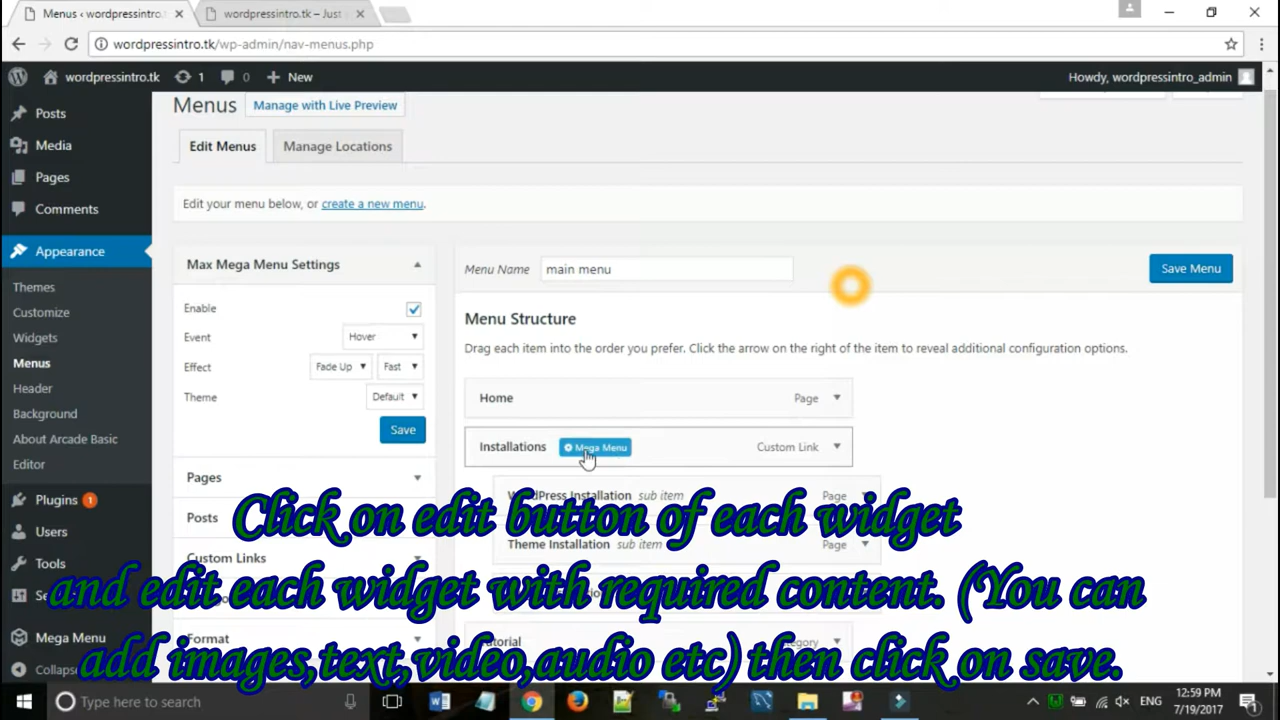 Menus ‹ wordpressintro.
wordpressintro.tk – Just
wordpressintro.tk/wp-admin/nav-menus.php
wordpressintro.tk 1 0 New Howdy, wordpressintro_admin
Posts
Media
Pages
Comments
Appearance
Themes
Customize
Widgets
Menus
Header
Background
About Arcade Basic
Editor
Plugins 1
Users
Tools
Se
Mega Menu
Collaps
Menus Manage with Live Preview
Edit Menus Manage Locations
Edit your menu below, or create a new menu.
Max Mega Menu Settings
Enable
Event Hover
Effect Fade Up Fast
Theme Default
Save
Pages
Posts
Custom Links
Format
Menu Name main menu Save Menu
Menu Structure
Drag each item into the order you prefer. Click the arrow on the right of the item to reveal additional configuration options.
Home Page
Installations Mega Menu Custom Link
WordPress Installation sub item Page
Theme Installation sub item Page
Tutorial Category
Click on edit button of each widget
and edit each widget with required content. (You can
add images,text,video,audio etc) then click on save.
Type here to search
ENG
12:59 PM
7/19/2017
1